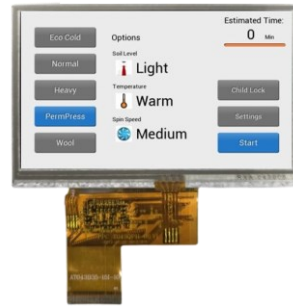 Estimated Time:
0 Min
Eco Cold
Normal
Heavy
PermPress
Wool
Options
Soil Level
Light
Temperature
Warm
Spin Speed
Medium
Child Lock
Settings
Start